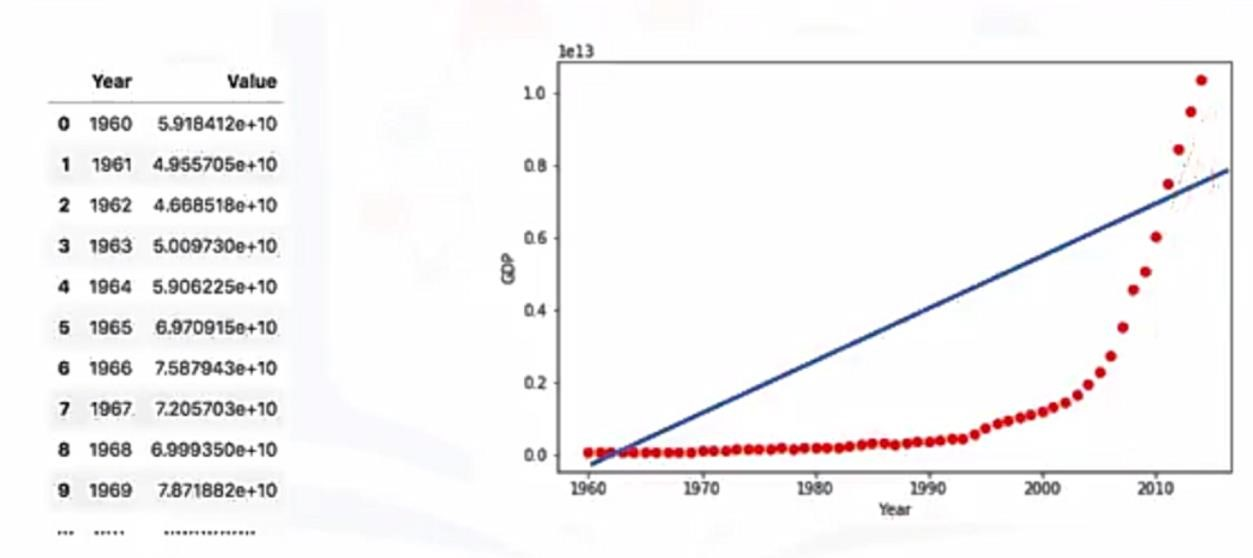 Year Value
0 1960 5.918412e+10
1 1961 4.955705e+10
2 1962 4.668518e+10
3 1963 5.009730e+10
4 1964 5.906225e+10
5 1965 6.970915e+10
6 1966 7.587943e+10
7 1967 7.205703e+10
8 1968 6.999350e+10
9 1969 7.871882e+10
... ..... ...............
1e13
1.0
0.8
0.6
0.4
0.2
0.0
GDP
1960 1970 1980 1990 2000 2010
Year